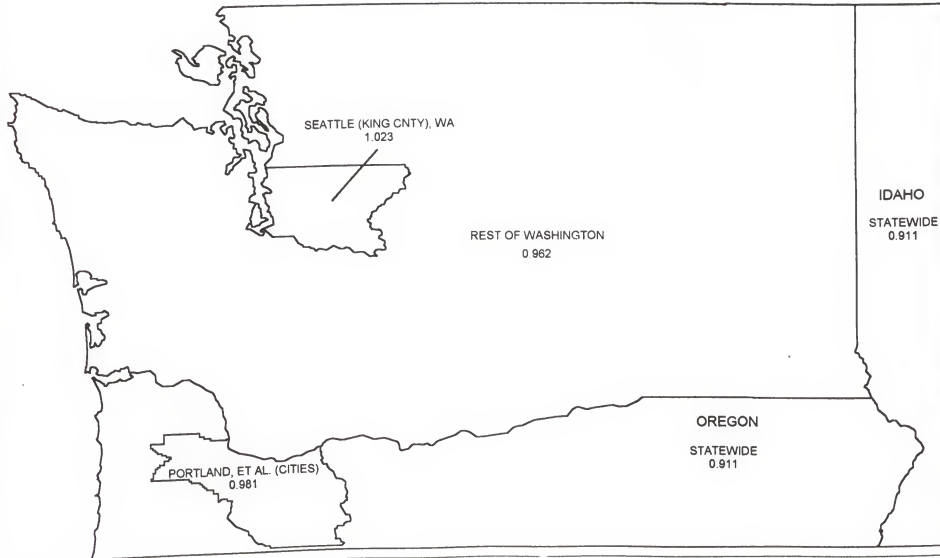 SEATTLE (KING CNTY), WA
1.023
REST OF WASHINGTON
0.962
IDAHO
STATEWIDE
0.911
OREGON
STATEWIDE
0.911
PORTLAND, ET AL. (CITIES)
0.981